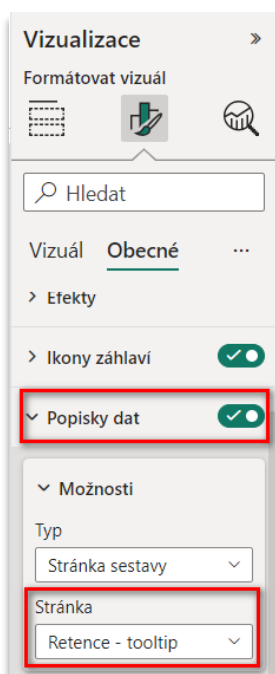 Vizualizace
Formátovat vizuál
Hledat
Vizuál Obecné ...
Efekty
Ikony záhlaví
Popisky dat
Možnosti
Typ
Stránka sestavy
Stránka
Retence - tooltip